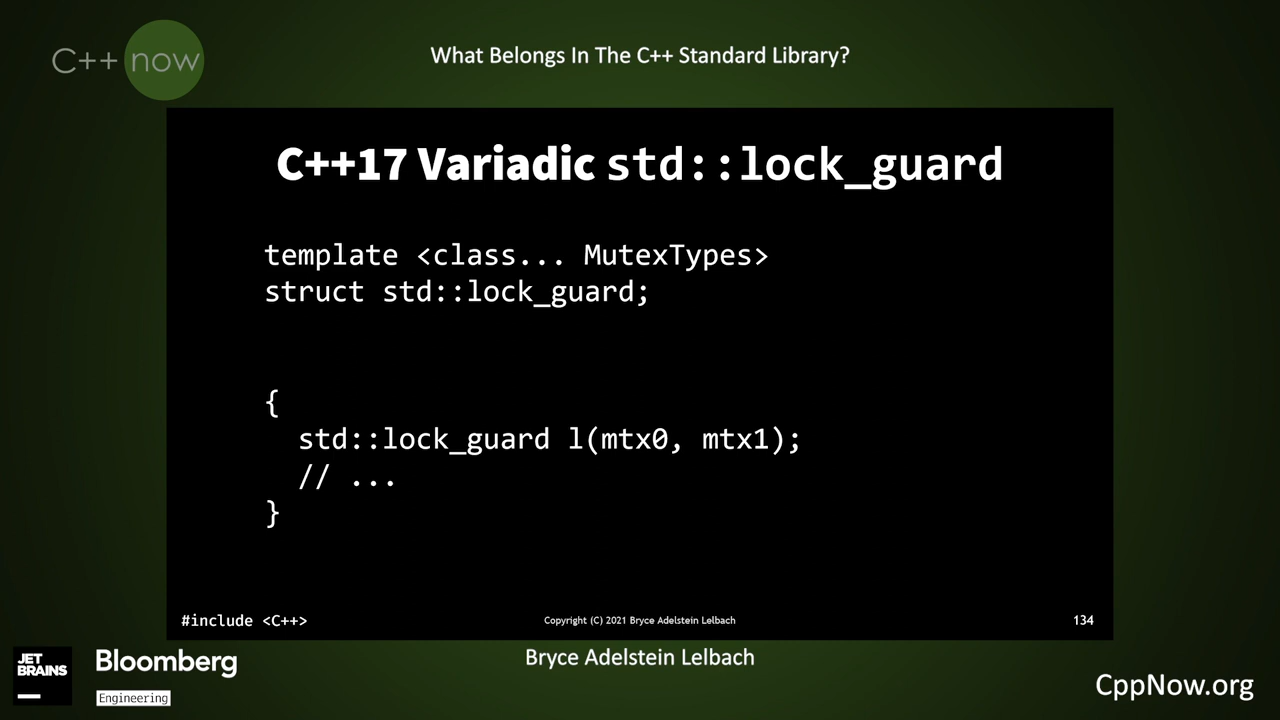 C++ now
What Belongs In The C++ Standard Library?
C++17 Variadic std::lock_guard
template <class... MutexTypes>
struct std::lock_guard;
{
  std::lock_guard l(mtx0, mtx1);
  // ...
}
#include <C++>
Copyright (C) 2021 Bryce Adelstein Lelbach
134
JET
BRAINS
Bloomberg
Engineering
Bryce Adelstein Lelbach
CppNow.org